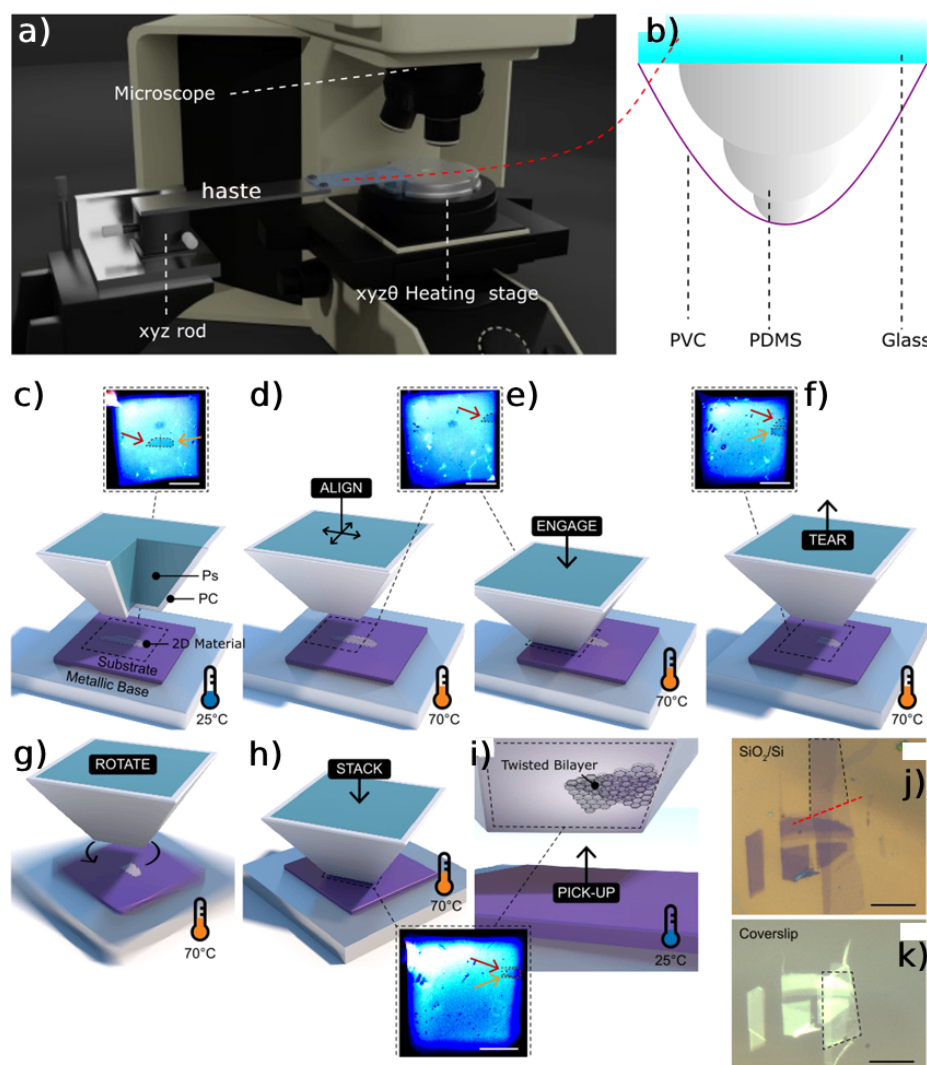 a)
Microscope
haste
xyzθ Heating stage
xyz rod
b)
PVC
PDMS
Glass
c)
d)
e)
f)
ALIGN
ENGAGE
TEAR
Ps
PC
2D Material
Substrate
Metallic Base
25°C
70°C
70°C
70°C
g)
ROTATE
70°C
h)
STACK
70°C
i)
Twisted Bilayer
PICK-UP
25°C
SiO₂/Si
j)
Coverslip
k)